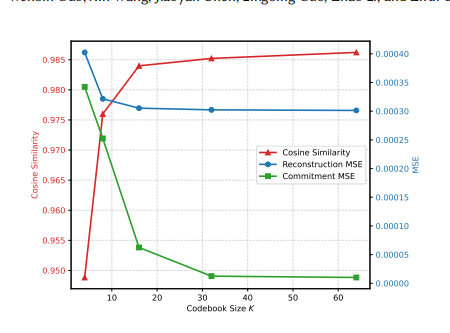 0.985
0.980
0.975
0.970
0.965
0.960
0.955
0.950
Cosine Similarity
0.00040
0.00035
0.00030
0.00025
0.00020
0.00015
0.00010
0.00005
0.00000
MSE
Cosine Similarity
Reconstruction MSE
Commitment MSE
10 20 30 40 50 60
Codebook Size K